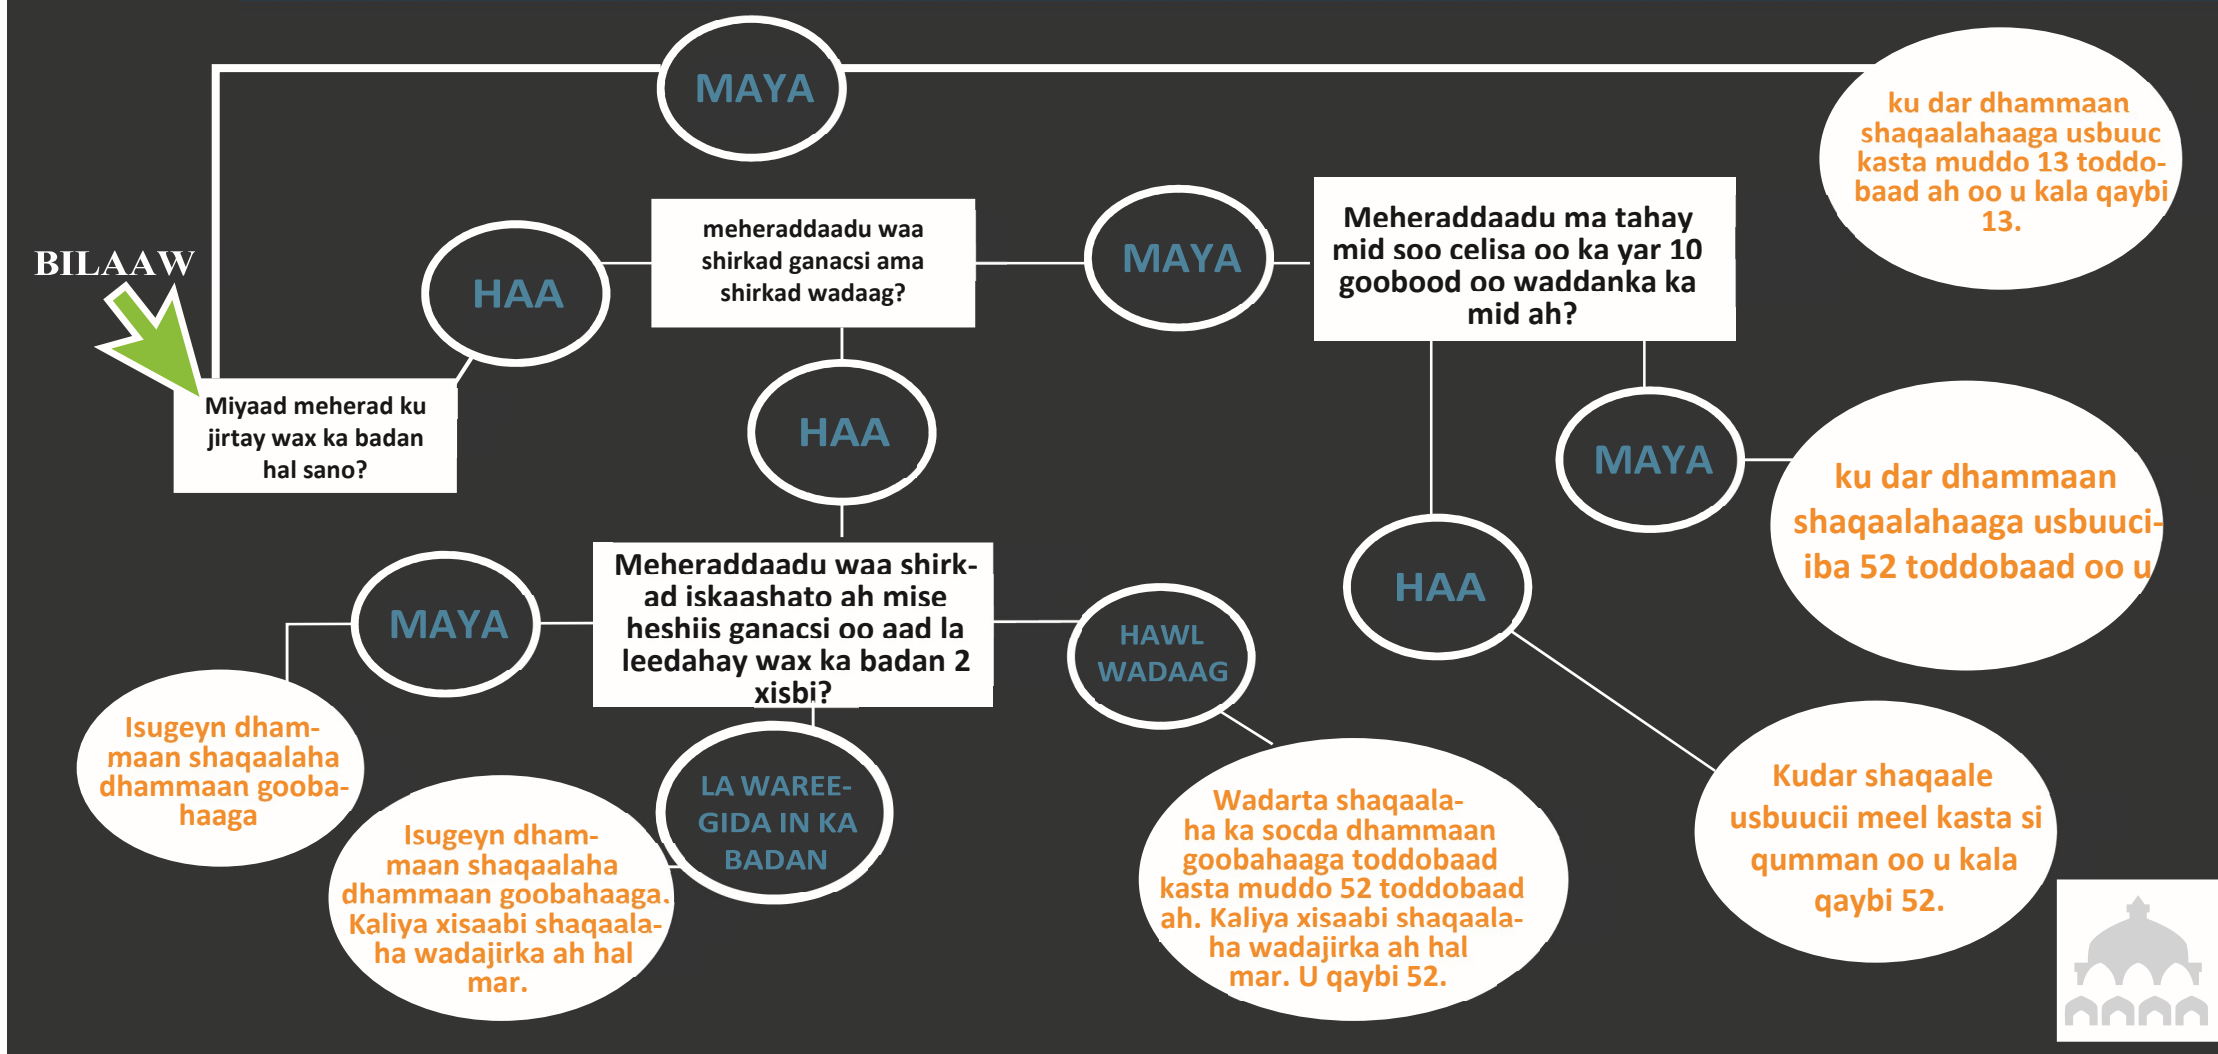 BILAAW
Miyaad meherad ku
jirtay wax ka badan
hal sano?
MAYA
ku dar dhammaan
shaqaalahaaga usbuuc
kasta muddo 13 toddo-
baad ah oo u kala qaybi
13.
HAA
meheraddaadu waa
shirkad ganacsi ama
shirkad wadaag?
MAYA
Meheraddaadu ma tahay
mid soo celisa oo ka yar 10
goobood oo waddanka ka
mid ah?
MAYA
ku dar dhammaan
shaqaalahaaga usbuuci-
iba 52 toddobaad oo u
HAA
Kudar shaqaale
usbuucii meel kasta si
qumman oo u kala
qaybi 52.
HAA
Meheraddaadu waa shirk-
ad iskaashato ah mise
heshiis ganacsi oo aad la
leedahay wax ka badan 2
xisbi?
MAYA
Isugeyn dham-
maan shaqaalaha
dhammaan gooba-
haaga
LA WAREE-
GIDA IN KA
BADAN
Isugeyn dham-
maan shaqaalaha
dhammaan goobahaaga.
Kaliya xisaabi shaqaala-
ha wadajirka ah hal
mar.
HAWL
WADAAG
Wadarta shaqaala-
ha ka socda dhammaan
goobahaaga toddobaad
kasta muddo 52 toddobaad
ah. Kaliya xisaabi shaqaala-
ha wadajirka ah hal
mar. U qaybi 52.